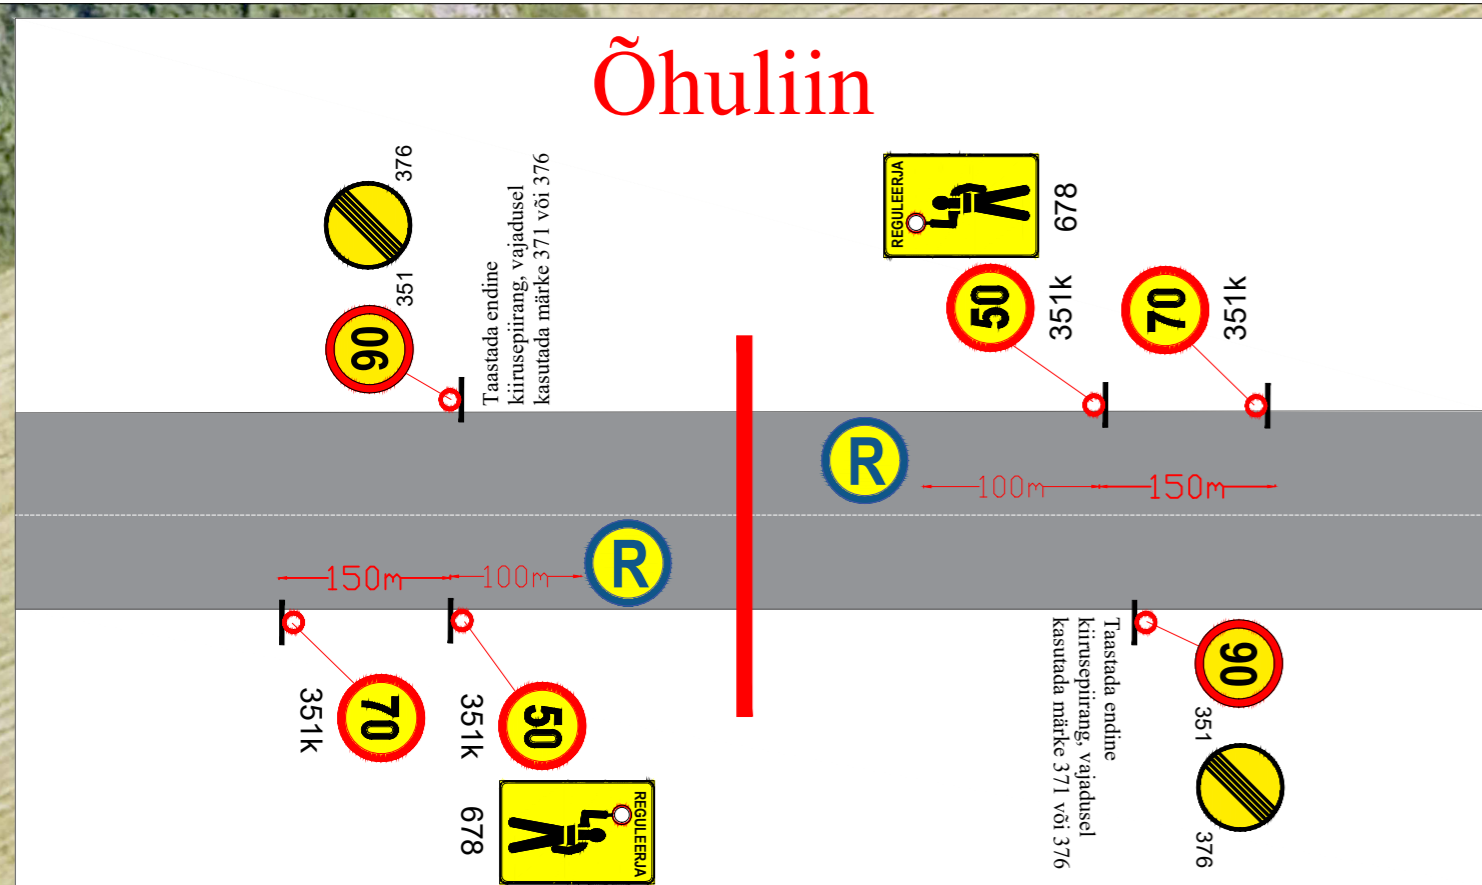 Õhuliin
376
351
90
Taastada endine
kiirusepiirang, vajadusel
kasutada märke 371 või 376
REGULEERJA
678
50
351k
70
351k
R
100m
150m
150m
100m
R
70
351k
50
351k
REGULEERJA
678
Taastada endine
kiirusepiirang, vajadusel
kasutada märke 371 või 376
90
351
376